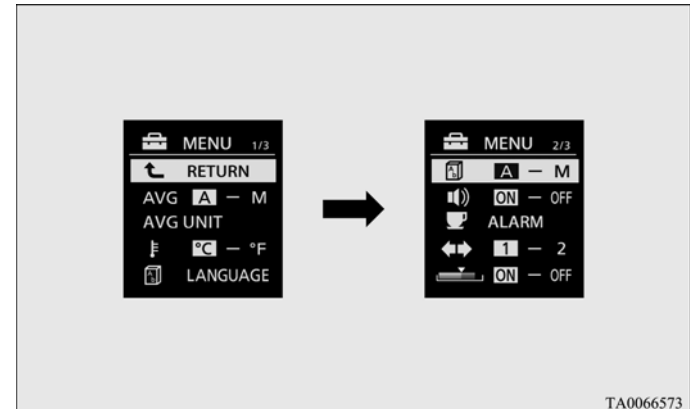 MENU 1/3
RETURN
AVG A — M
AVG UNIT
°C — °F
LANGUAGE
MENU 2/3
A — M
ON — OFF
ALARM
1 — 2
ON — OFF
TA0066573